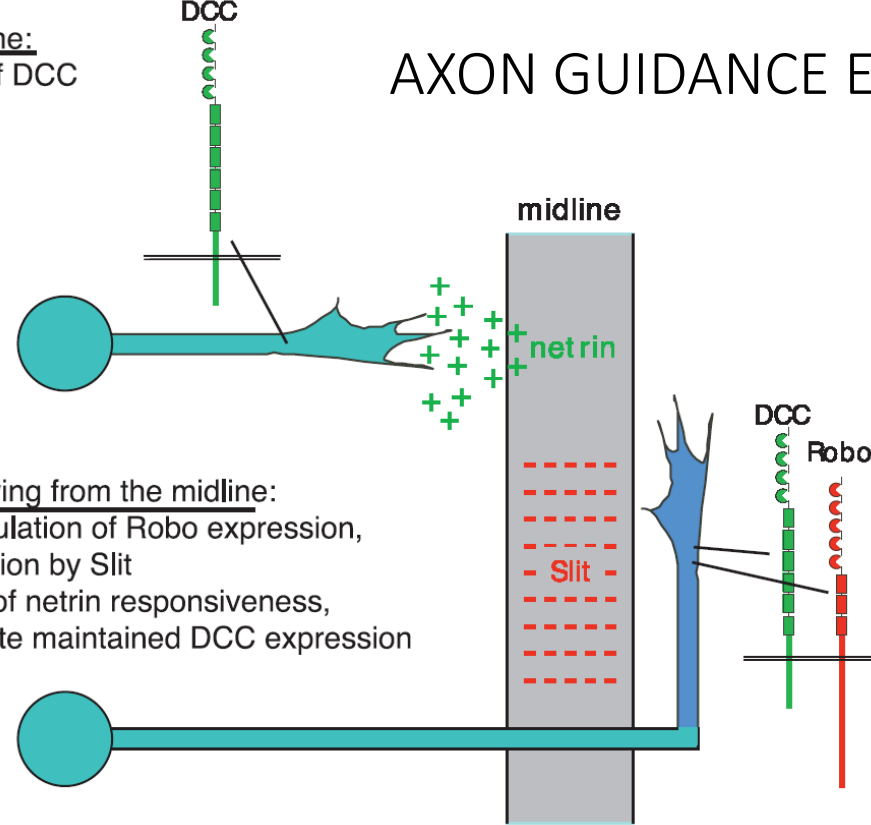 DCC
ne:
f DCC
AXON GUIDANCE E
midline
netrin
DCC
Robo
ving from the midline:
ulation of Robo expression,
ion by Slit
Slit
of netrin responsiveness,
te maintained DCC expression